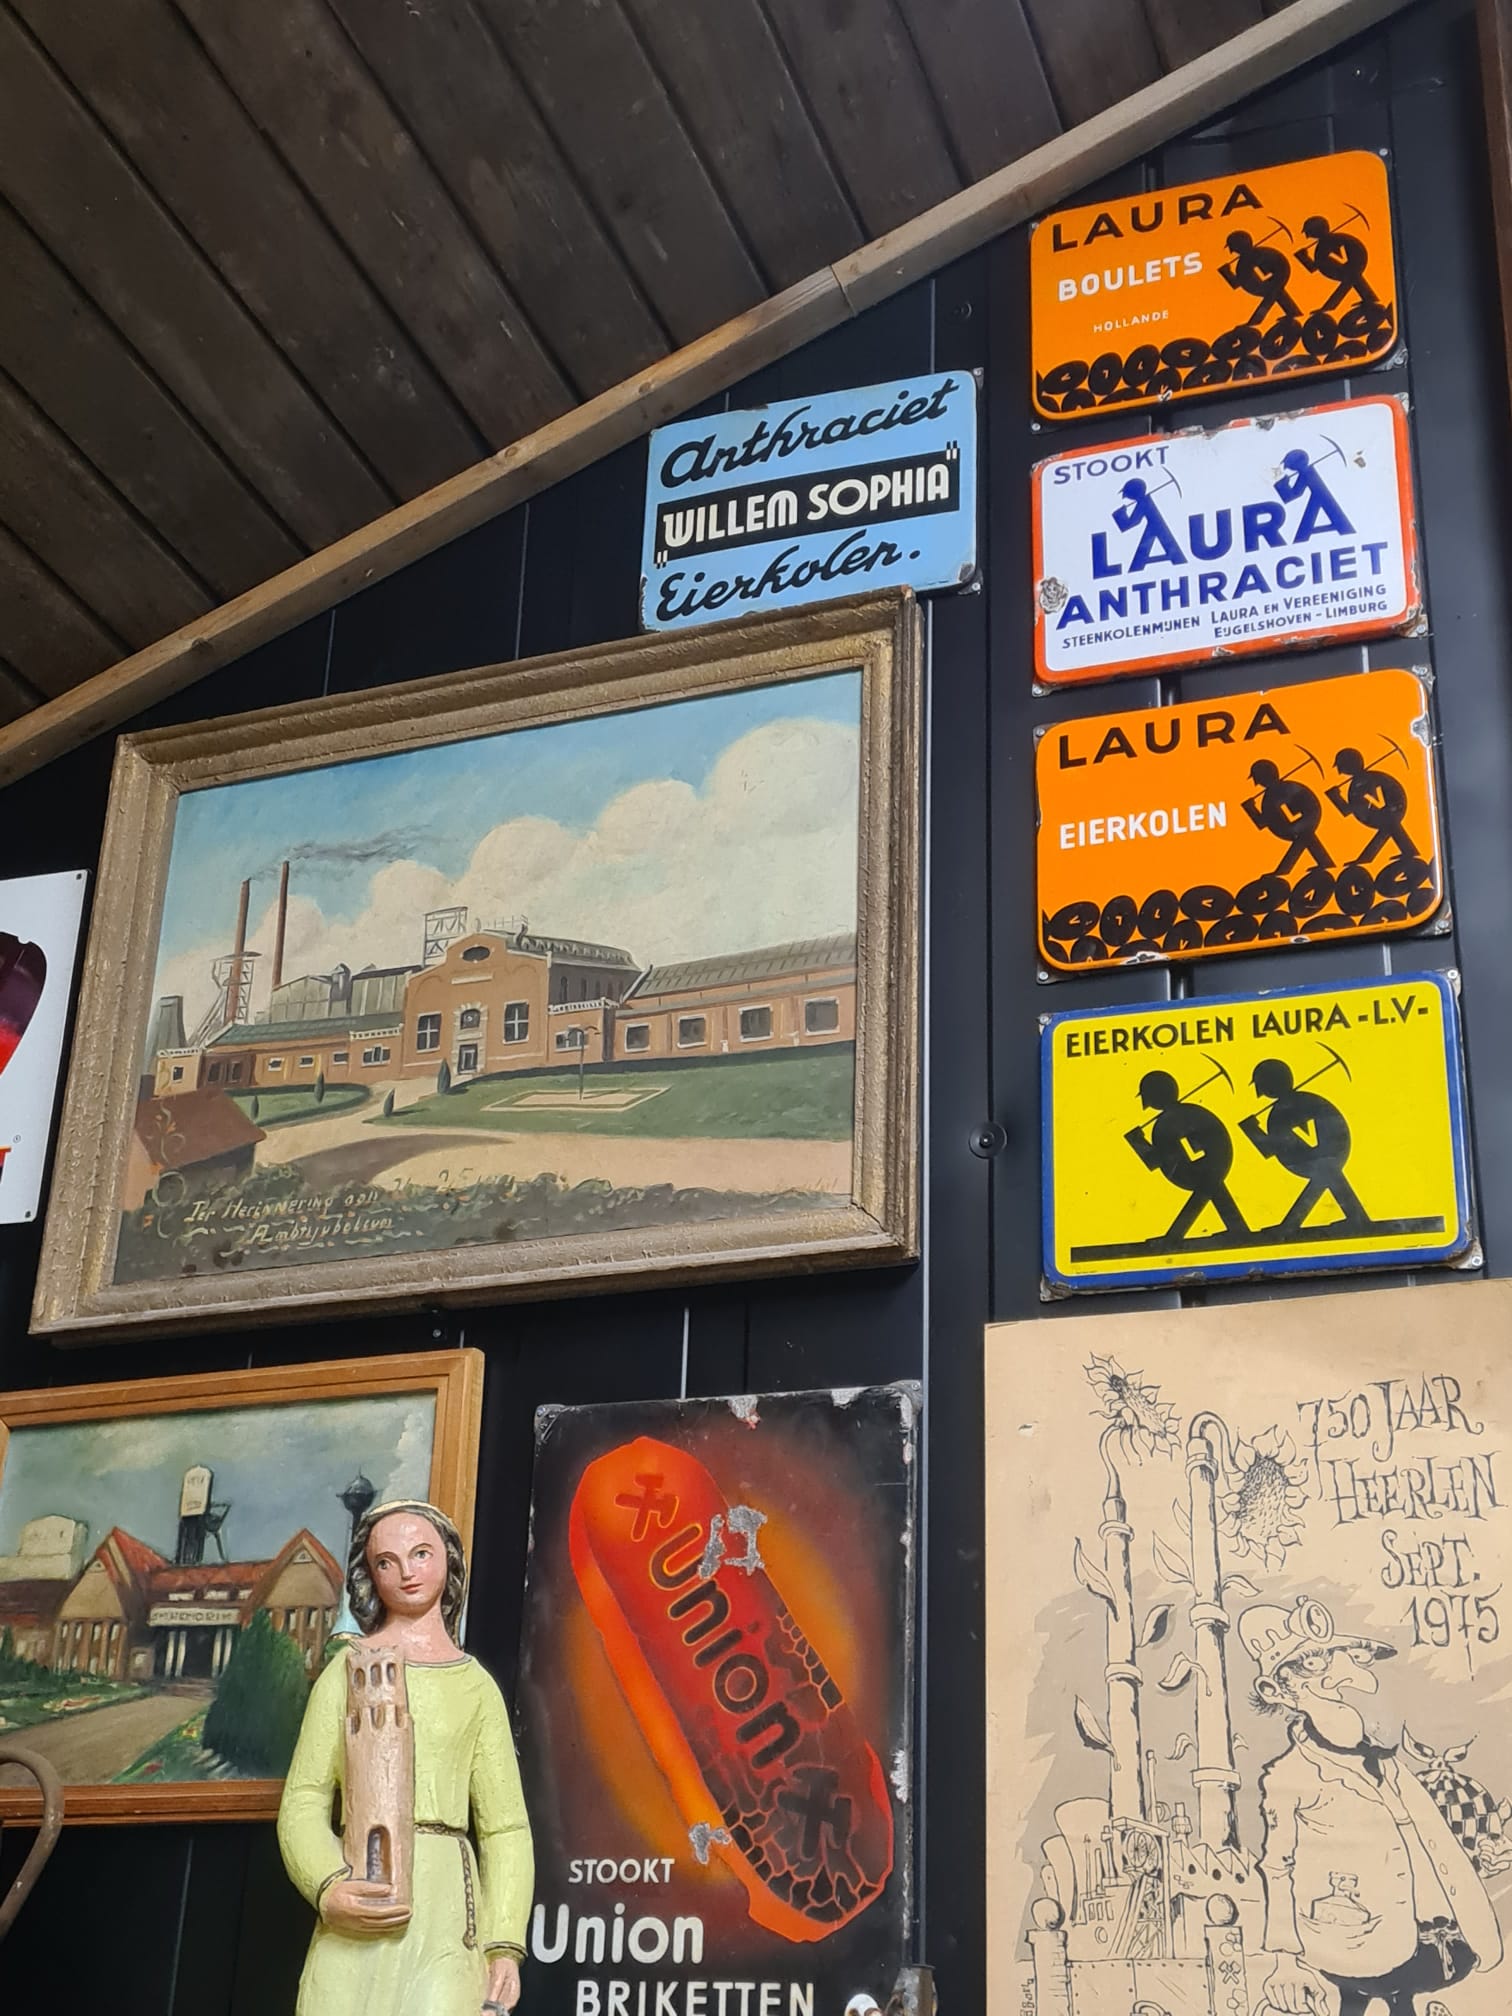 LAURA
BOULETS
HOLLANDE
L V
Anthraciet
"WILLEM SOPHIA"
Eierkolen.
STOOKT
LAURA
ANTHRACIET
STEENKOLENMIJNEN LAURA EN VEREENIGING
EIJGELSHOVEN - LIMBURG
LAURA
EIERKOLEN
L V
EIERKOLEN LAURA -L.V-
L V
Ter Herinnering aan
750 JAAR
HEERLEN
SEPT.
1975
Union
STOOKT
Union
BRIKETTEN